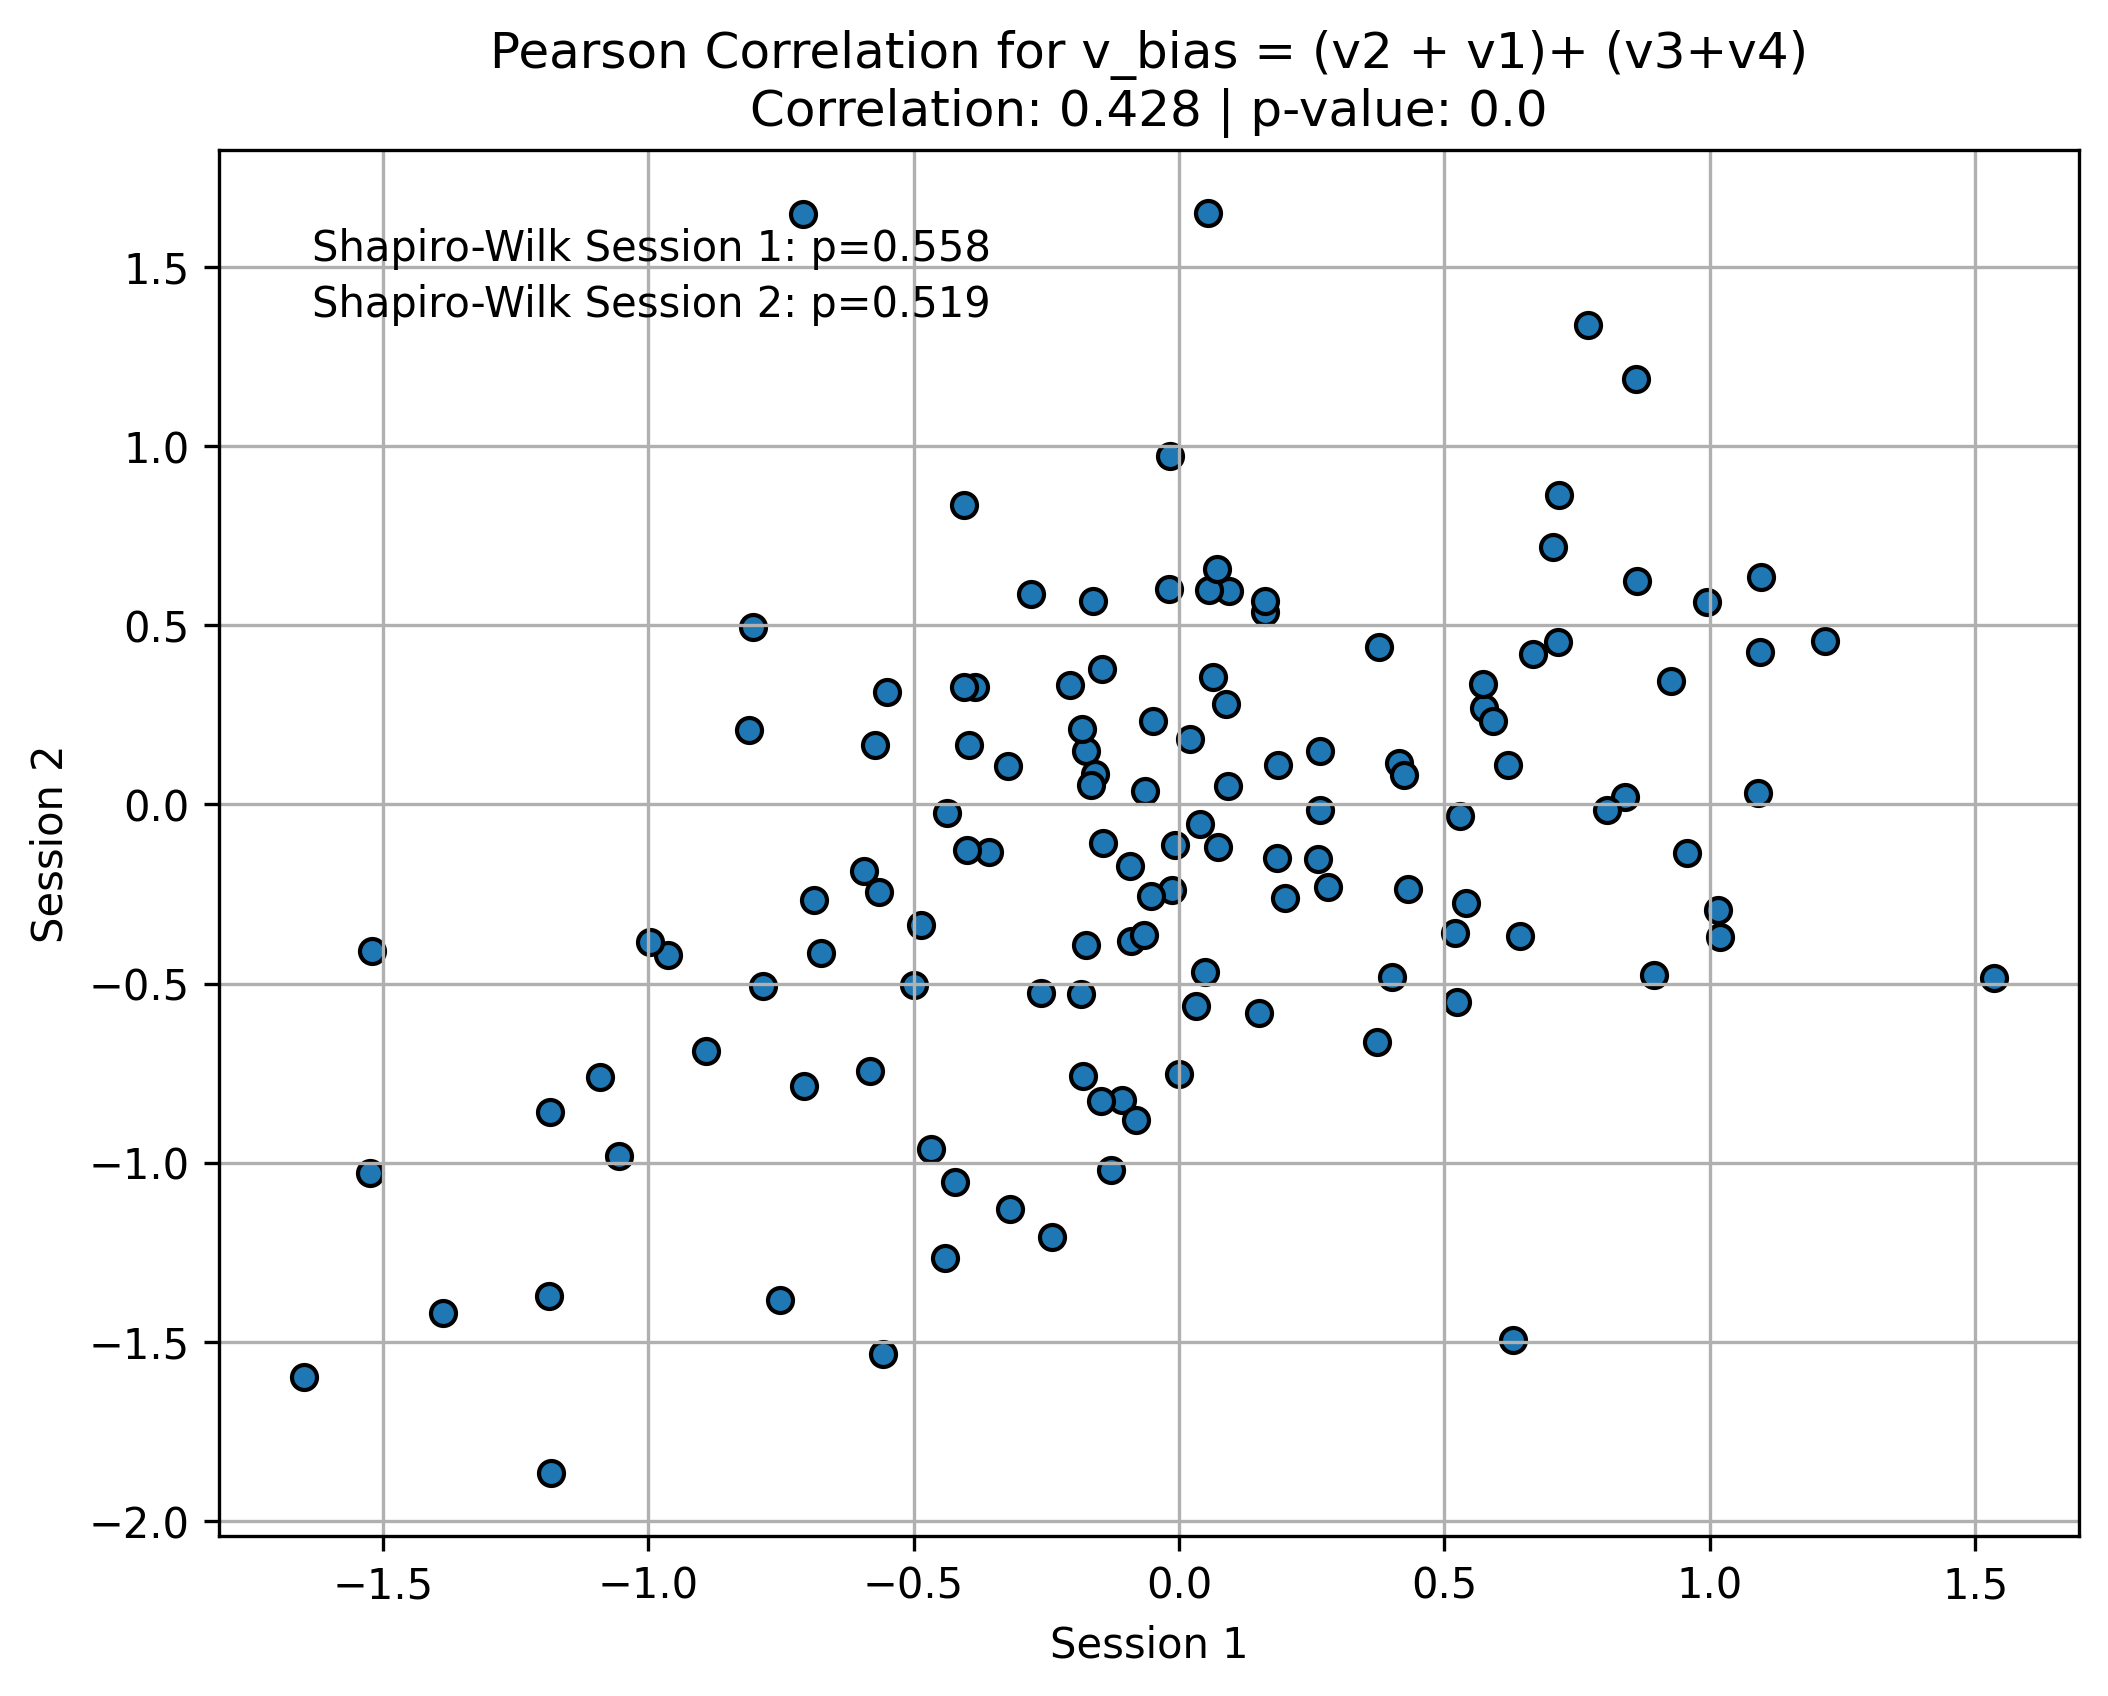 Pearson Correlation for v_bias = (v2 + v1)+ (v3+v4)
Correlation: 0.428 | p-value: 0.0
Shapiro-Wilk Session 1: p=0.558
Shapiro-Wilk Session 2: p=0.519
1.5
1.0
0.5
0.0
−0.5
−1.0
−1.5
−2.0
Session 2
−1.5 −1.0 −0.5 0.0 0.5 1.0 1.5
Session 1